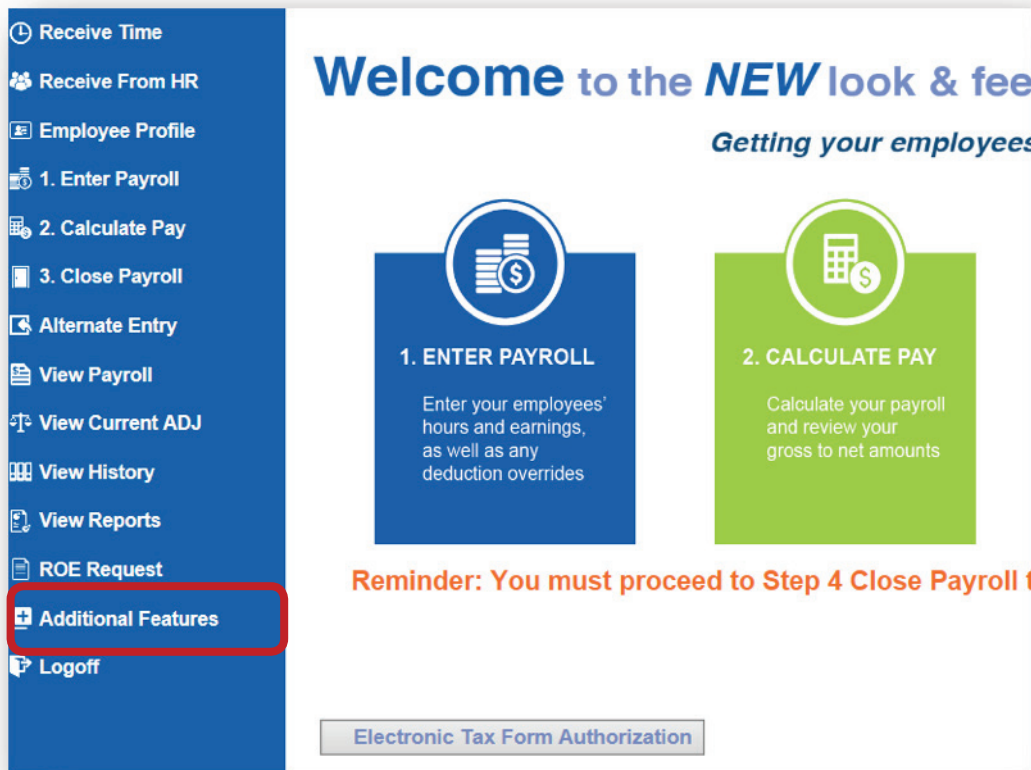 Receive Time
Receive From HR
Employee Profile
1. Enter Payroll
2. Calculate Pay
3. Close Payroll
Alternate Entry
View Payroll
View Current ADJ
View History
View Reports
ROE Request
Additional Features
Logoff
Welcome to the NEW look & fee
Getting your employees
1. ENTER PAYROLL
Enter your employees'
hours and earnings,
as well as any
deduction overrides
2. CALCULATE PAY
Calculate your payroll
and review your
gross to net amounts
Reminder: You must proceed to Step 4 Close Payroll t
Electronic Tax Form Authorization